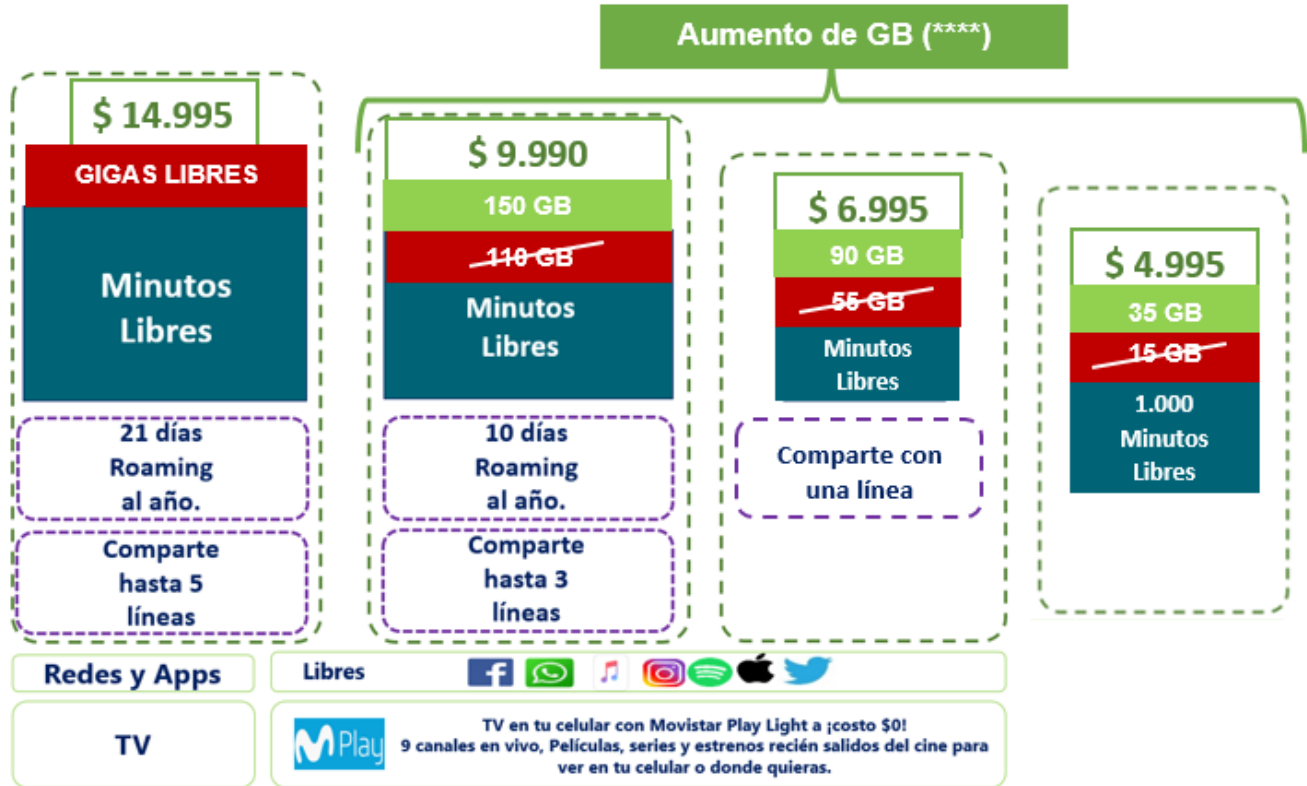 Aumento de GB (****)
$ 14.995
GIGAS LIBRES
Minutos
Libres
21 días
Roaming
al año.
Comparte
hasta 5
líneas
$ 9.990
150 GB
110 GB
Minutos
Libres
10 días
Roaming
al año.
Comparte
hasta 3
líneas
$ 6.995
90 GB
55 GB
Minutos
Libres
Comparte con
una línea
$ 4.995
35 GB
15 GB
1.000
Minutos
Libres
Redes y Apps
Libres
TV
Play
TV en tu celular con Movistar Play Light a ¡costo $0!
9 canales en vivo, Películas, series y estrenos recién salidos del cine para
ver en tu celular o donde quieras.